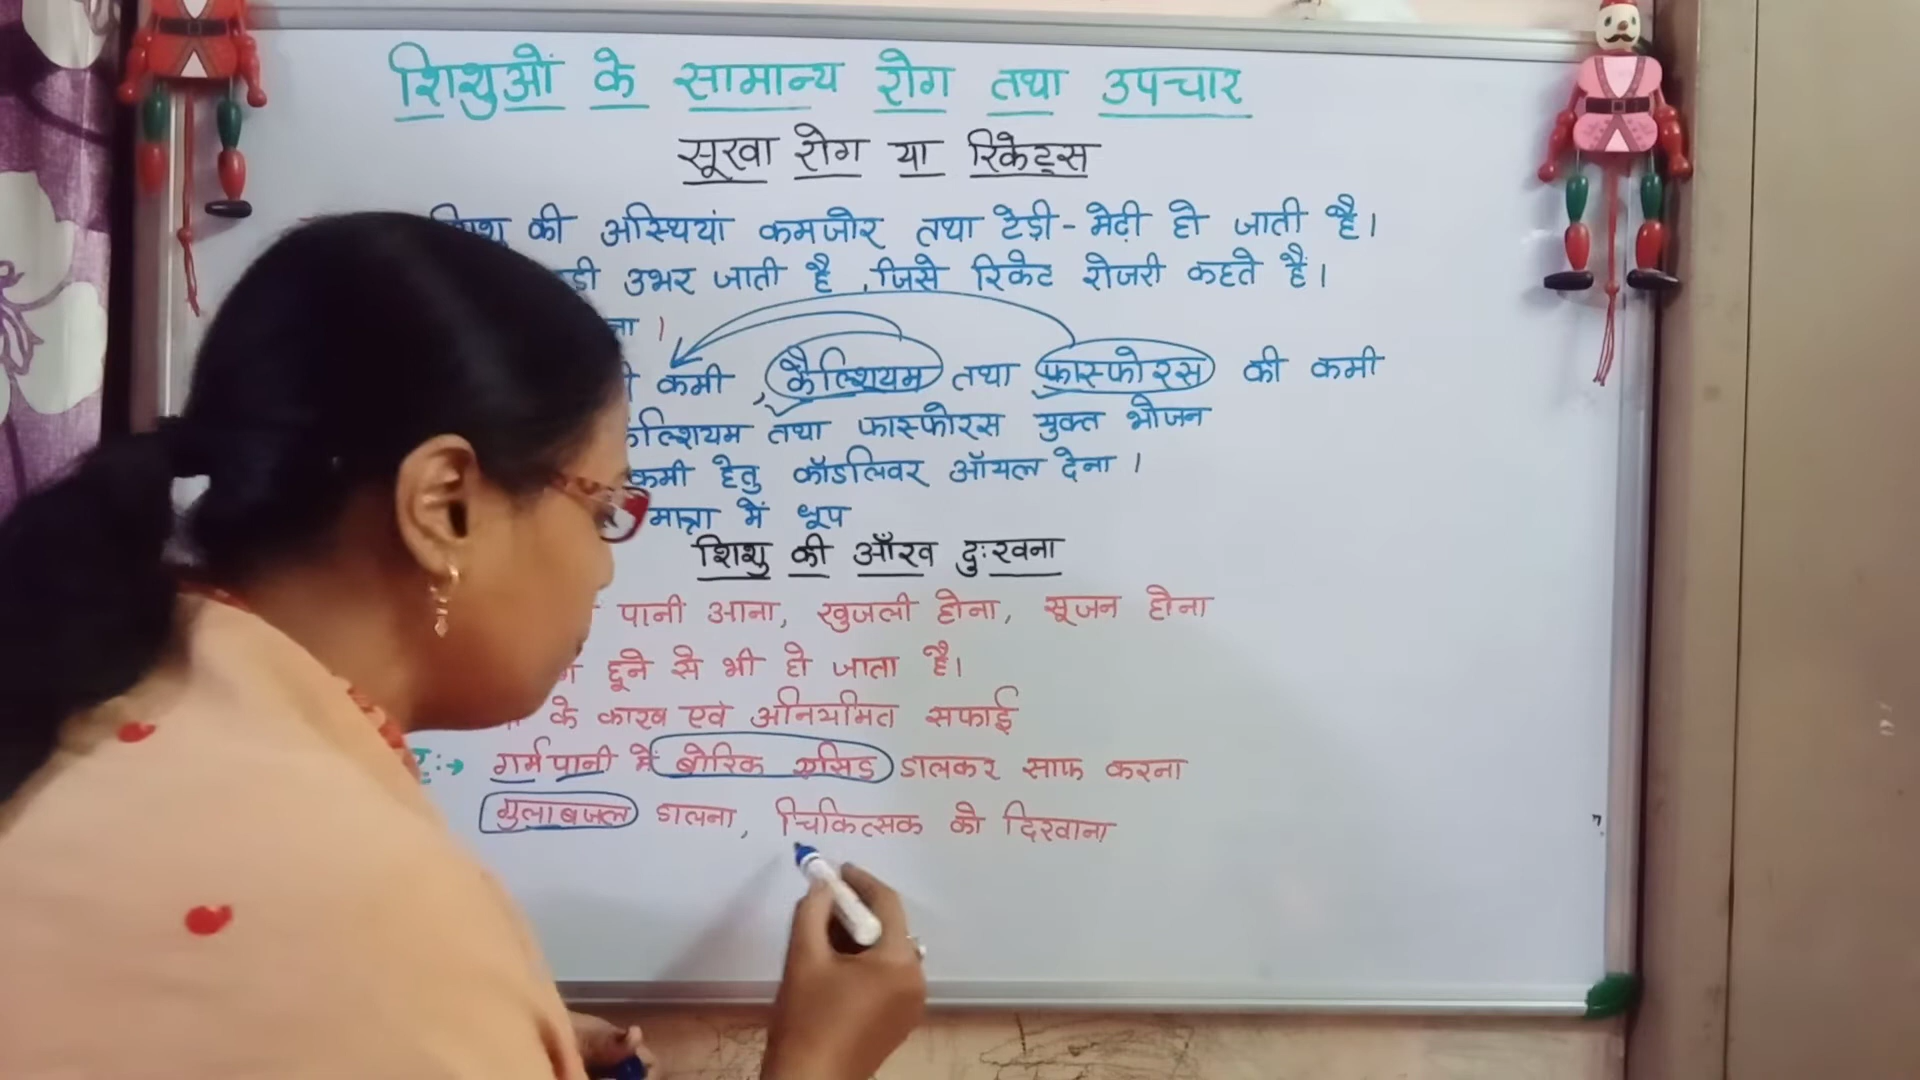 शिशुओं के सामान्य रोग तथा उपचार
सूखा रोग या रिकेट्स
की अस्थियां कमजोर तथा टेड़ी-मेढ़ी हो जाती है।
उभर जाती है ,जिसे रिकेट रोजरी कहते हैं।
कमी , कैल्शियम तथा फास्फोरस की कमी
कैल्शियम तथा फास्फोरस युक्त भोजन
कमी हेतु कॉडलिवर ऑयल देना ।
मात्रा में धूप
शिशु की आँख दुःखना
पानी आना, खुजली होना, सूजन होना
छूने से भी हो जाता है।
के कारण एवं अनियमित सफाई
गर्म पानी में बोरिक एसिड डालकर साफ करना
गुलाबजल डालना, चिकित्सक को दिखाना